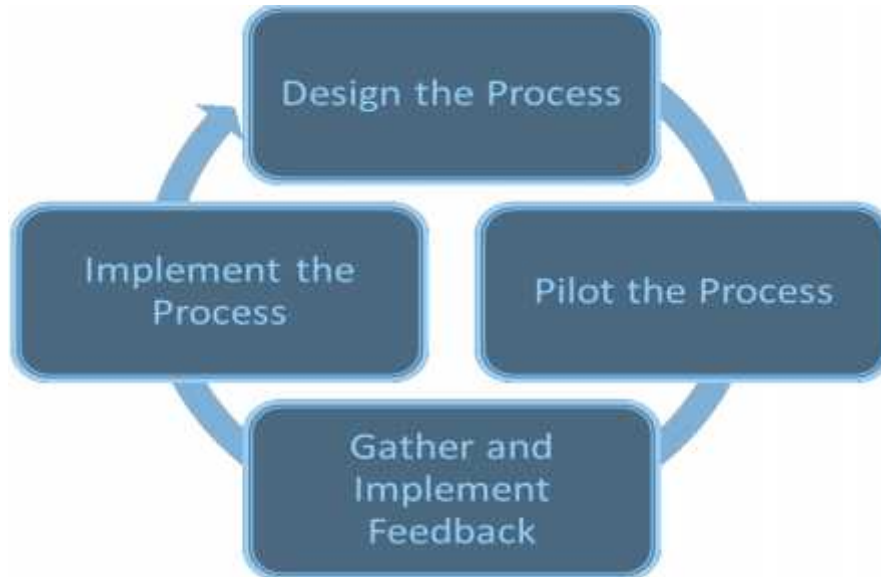 Design the Process
Pilot the Process
Gather and
Implement
Feedback
Implement the
Process